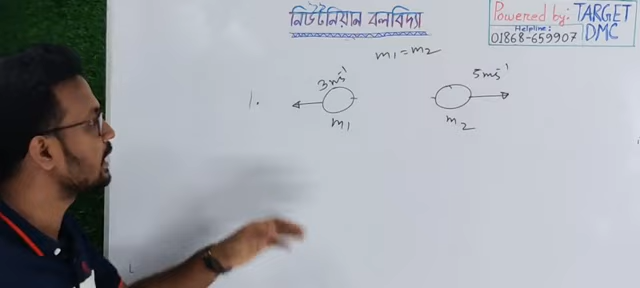 নিউটনিয়ান বলবিদ্যা
Powered by: TARGET DMC
Helpline:
01868-659907
m₁ = m₂
1.
3ms⁻¹
5ms⁻¹
m₁
m₂